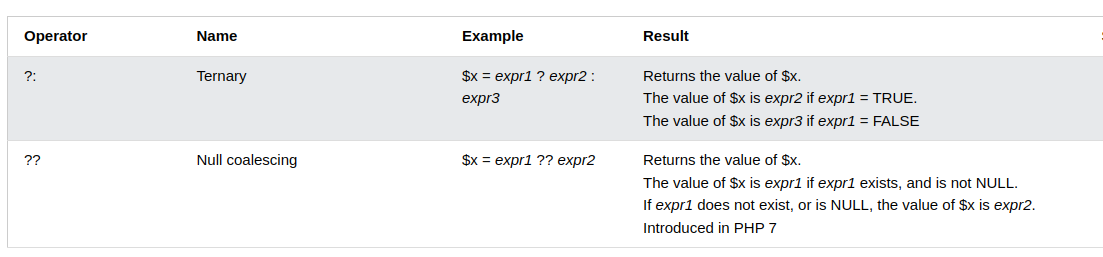 Operator Name Example Result
?: Ternary $x = expr1 ? expr2 : Returns the value of $x.
expr3 The value of $x is expr2 if expr1 = TRUE.
The value of $x is expr3 if expr1 = FALSE
?? Null coalescing $x = expr1 ?? expr2 Returns the value of $x.
The value of $x is expr1 if expr1 exists, and is not NULL.
If expr1 does not exist, or is NULL, the value of $x is expr2.
Introduced in PHP 7